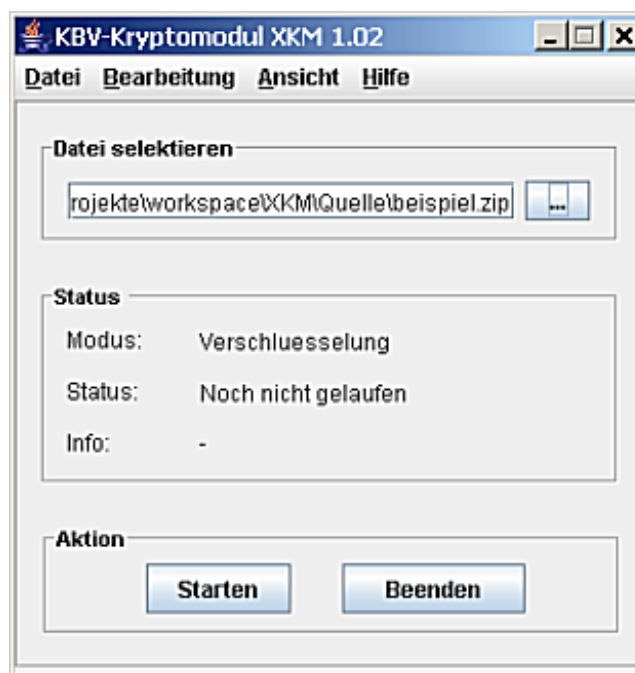 KBV-Kryptomodul XKM 1.02
Datei Bearbeitung Ansicht Hilfe
Datei selektieren
rojekte\workspace\XKM\Quelle\beispiel.zip ...
Status
Modus: Verschluesselung
Status: Noch nicht gelaufen
Info: -
Aktion
Starten Beenden